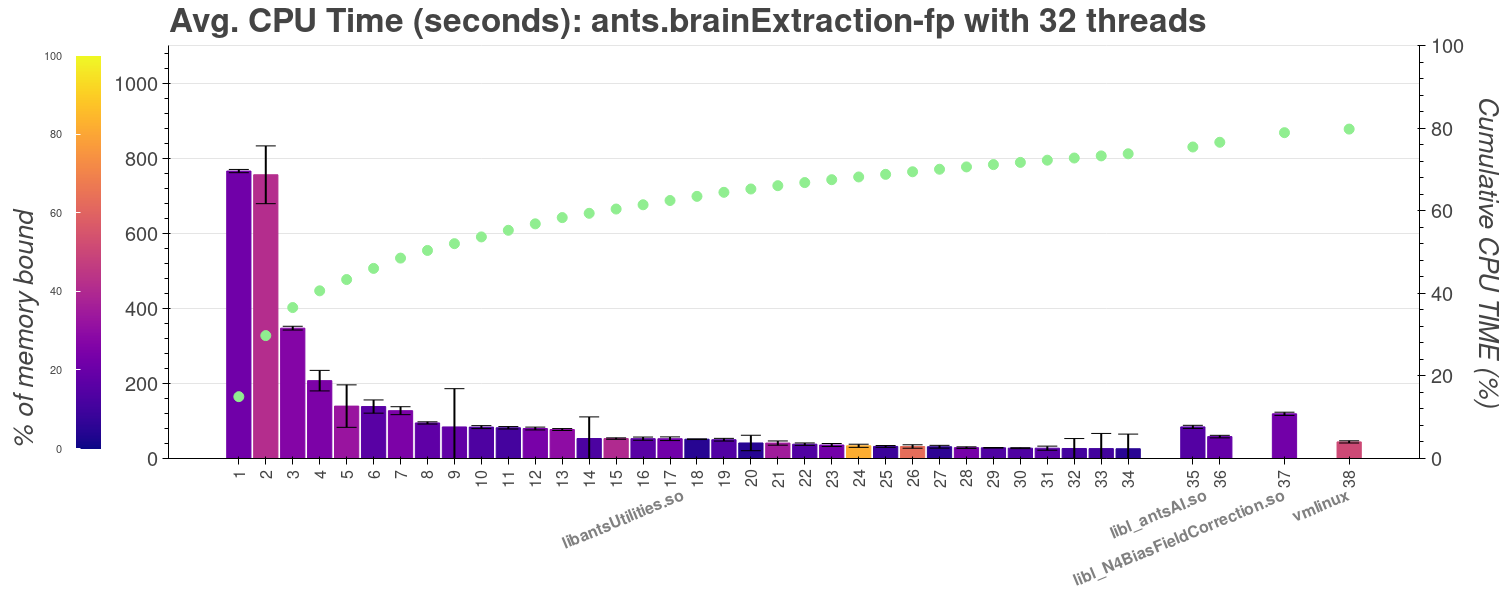 Avg. CPU Time (seconds): ants.brainExtraction-fp with 32 threads
% of memory bound
100
80
60
40
20
0
1000
800
600
400
200
0
100
80
60
40
20
0
Cumulative CPU TIME (%)
1 2 3 4 5 6 7 8 9 10 11 12 13 14 15 16 17 18 19 20 21 22 23 24 25 26 27 28 29 30 31 32 33 34 35 36 37 38
libantsUtilities.so
libl_antsAI.so
libl_N4BiasFieldCorrection.so
vmlinux